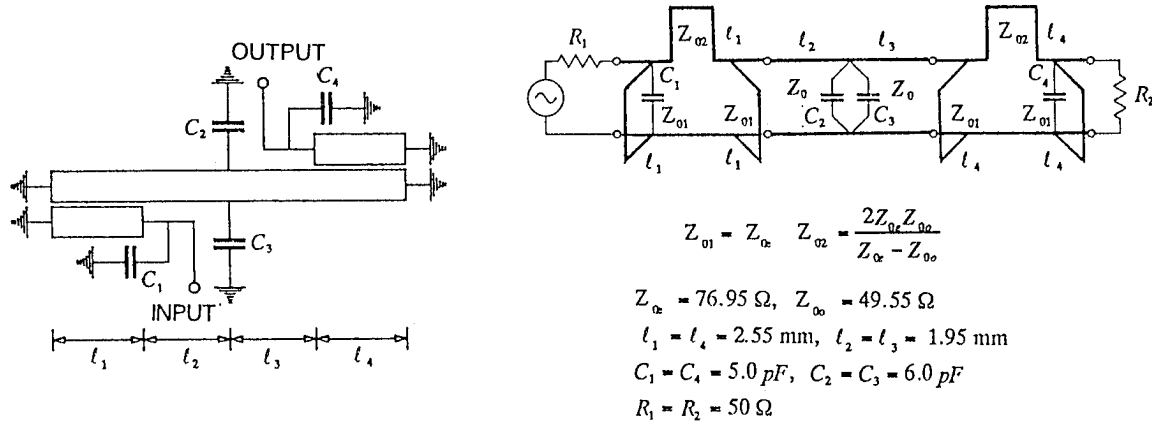 OUTPUT
C₄
C₂
C₃
C₁
INPUT
ℓ₁ ℓ₂ ℓ₃ ℓ₄
R₁ Z₀₂ ℓ₁ ℓ₂ ℓ₃ Z₀₂ ℓ₄
C₁ Z₀ Z₀ C₄ R₂
Z₀₁ Z₀₁ C₂ C₃ Z₀₁ Z₀₁
ℓ₁ ℓ₁ ℓ₄ ℓ₄
Z₀₁ = Z₀ₑ Z₀₂ = 2Z₀ₑ Z₀ₒ / Z₀ₑ − Z₀ₒ
Z₀ₑ = 76.95 Ω, Z₀ₒ = 49.55 Ω
ℓ₁ = ℓ₄ = 2.55 mm, ℓ₂ = ℓ₃ = 1.95 mm
C₁ = C₄ = 5.0 pF, C₂ = C₃ = 6.0 pF
R₁ = R₂ = 50 Ω